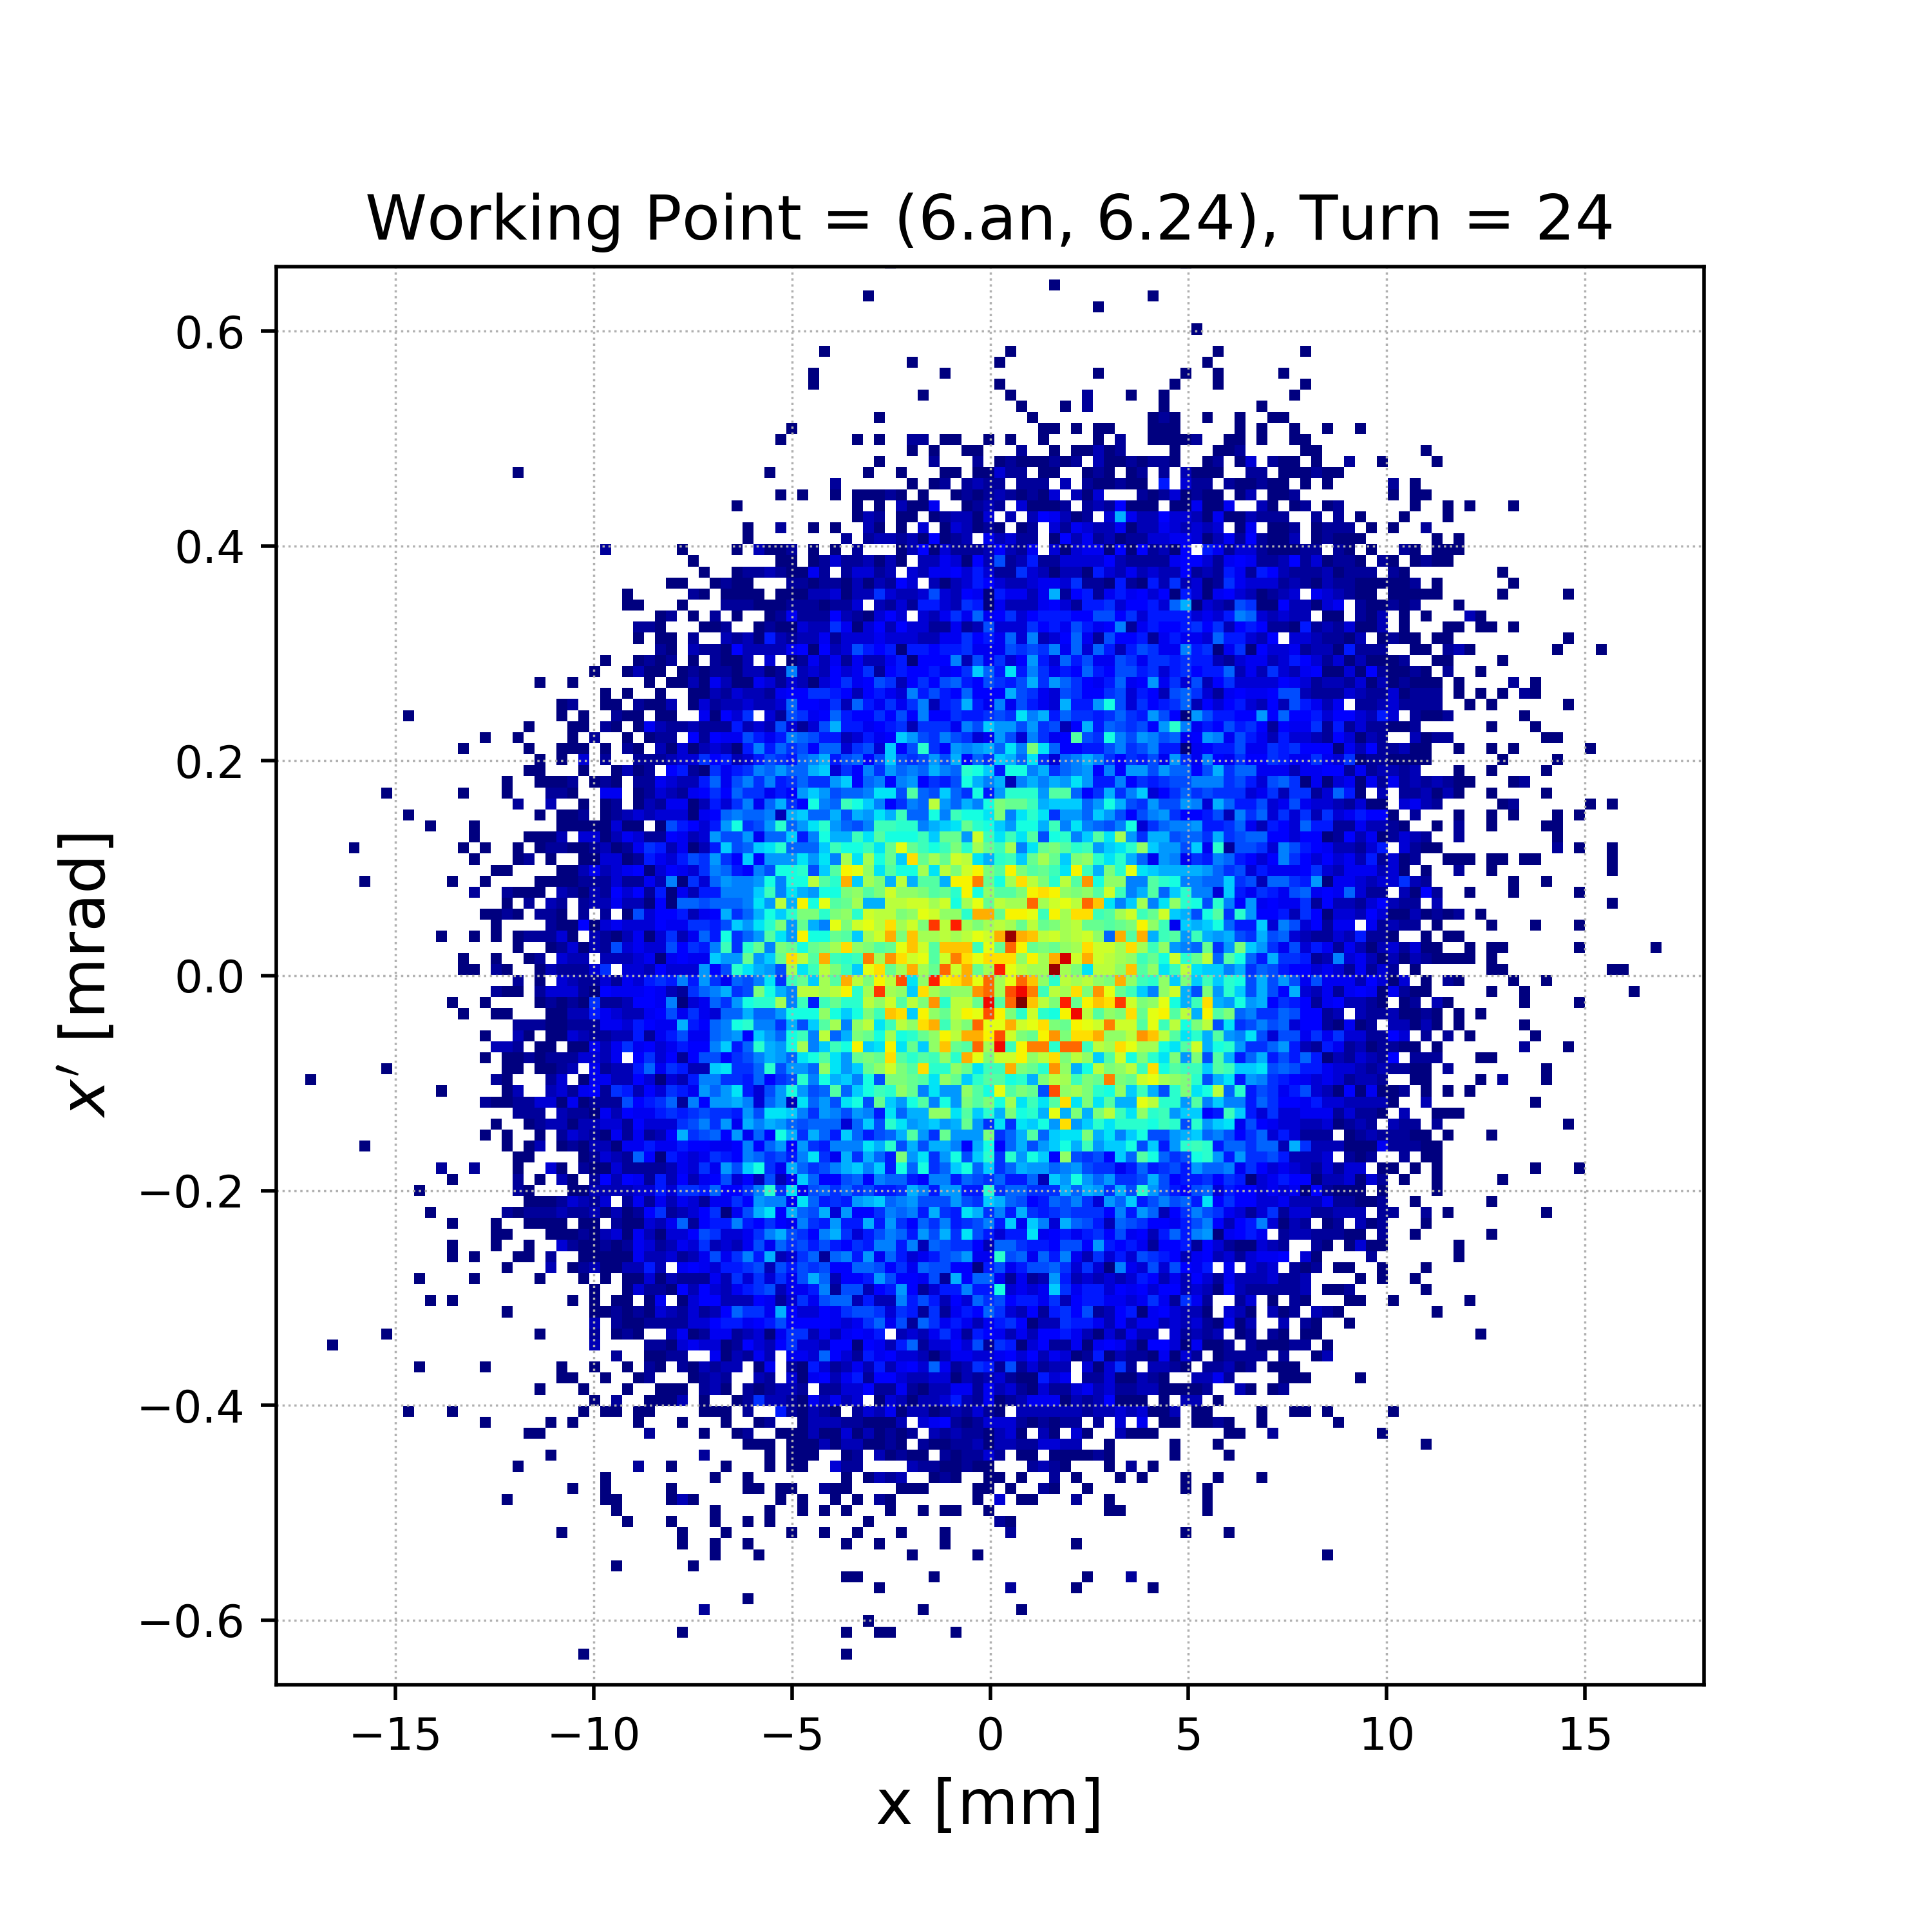 Working Point = (6.an, 6.24), Turn = 24
0.6
0.4
0.2
0.0
−0.2
−0.4
−0.6
x′ [mrad]
−15 −10 −5 0 5 10 15
x [mm]